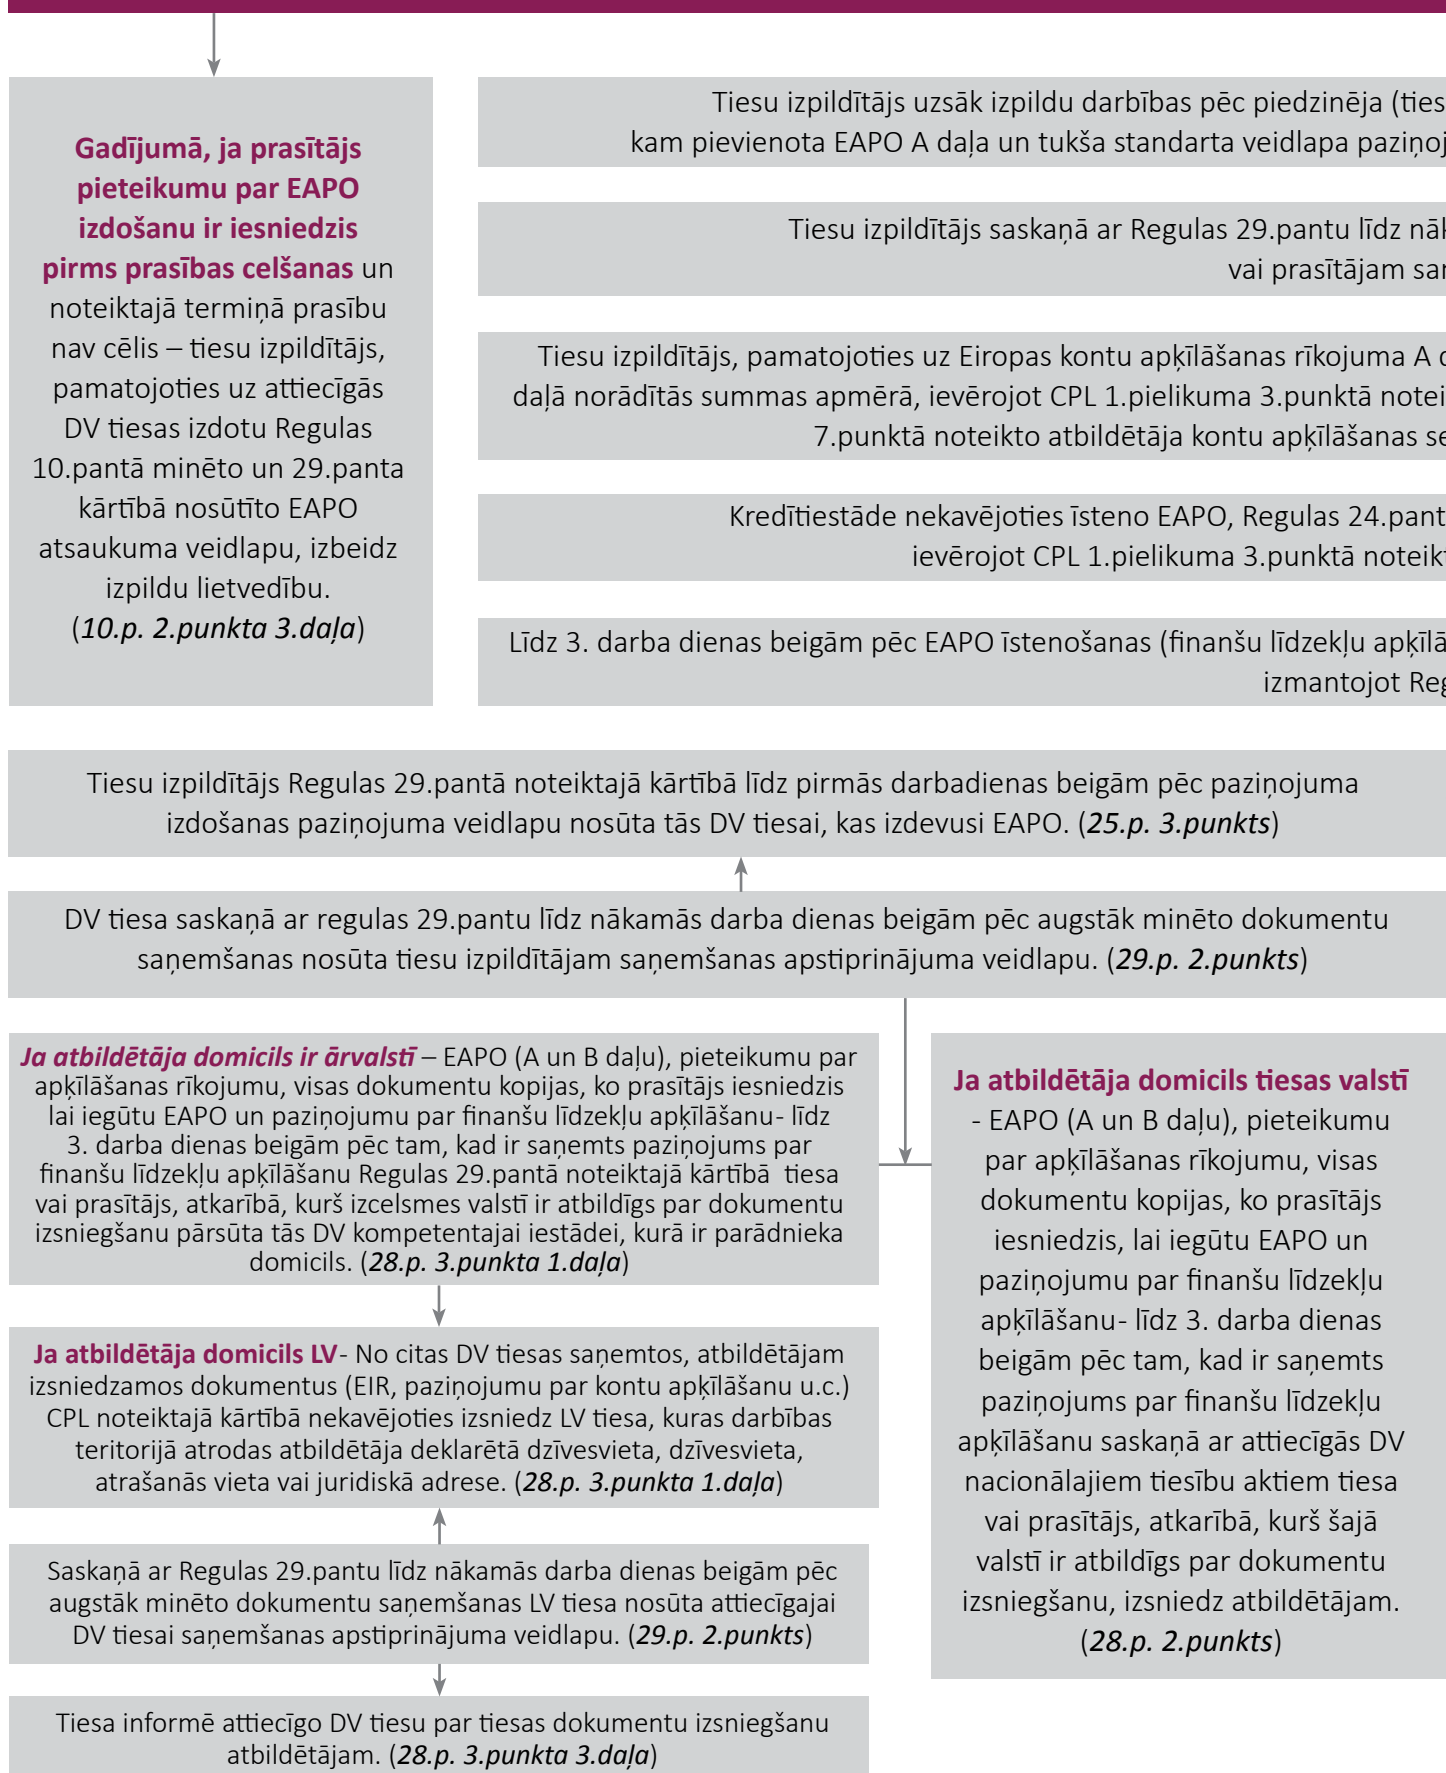 Gadījumā, ja prasītājs
pieteikumu par EAPO
izdošanu ir iesniedzis
pirms prasības celšanas un
noteiktajā termiņā prasību
nav cēlis – tiesu izpildītājs,
pamatojoties uz attiecīgās
DV tiesas izdotu Regulas
10.pantā minēto un 29.panta
kārtībā nosūtīto EAPO
atsaukuma veidlapu, izbeidz
izpildu lietvedību.
(10.p. 2.punkta 3.daļa)
Tiesu izpildītājs uzsāk izpildu darbības pēc piedzinēja (ties
kam pievienota EAPO A daļa un tukša standarta veidlapa paziņoj
Tiesu izpildītājs saskaņā ar Regulas 29.pantu līdz nāk
vai prasītājam sar
Tiesu izpildītājs, pamatojoties uz Eiropas kontu apķīlāšanas rīkojuma A d
daļā norādītās summas apmērā, ievērojot CPL 1.pielikuma 3.punktā notei
7.punktā noteikto atbildētāja kontu apķīlāšanas se
Kredītiestāde nekavējoties īsteno EAPO, Regulas 24.pant
ievērojot CPL 1.pielikuma 3.punktā noteikt
Līdz 3. darba dienas beigām pēc EAPO īstenošanas (finanšu līdzekļu apķīlā
izmantojot Reg
Tiesu izpildītājs Regulas 29.pantā noteiktajā kārtībā līdz pirmās darbadienas beigām pēc paziņojuma
izdošanas paziņojuma veidlapu nosūta tās DV tiesai, kas izdevusi EAPO. (25.p. 3.punkts)
DV tiesa saskaņā ar regulas 29.pantu līdz nākamās darba dienas beigām pēc augstāk minēto dokumentu
saņemšanas nosūta tiesu izpildītājam saņemšanas apstiprinājuma veidlapu. (29.p. 2.punkts)
Ja atbildētāja domicils ir ārvalstī – EAPO (A un B daļu), pieteikumu par
apķīlāšanas rīkojumu, visas dokumentu kopijas, ko prasītājs iesniedzis
lai iegūtu EAPO un paziņojumu par finanšu līdzekļu apķīlāšanu- līdz
3. darba dienas beigām pēc tam, kad ir saņemts paziņojums par
finanšu līdzekļu apķīlāšanu Regulas 29.pantā noteiktajā kārtībā tiesa
vai prasītājs, atkarībā, kurš izcelsmes valstī ir atbildīgs par dokumentu
izsniegšanu pārsūta tās DV kompetentajai iestādei, kurā ir parādnieka
domicils. (28.p. 3.punkta 1.daļa)
Ja atbildētāja domicils LV- No citas DV tiesas saņemtos, atbildētājam
izsniedzamos dokumentus (EIR, paziņojumu par kontu apķīlāšanu u.c.)
CPL noteiktajā kārtībā nekavējoties izsniedz LV tiesa, kuras darbības
teritorijā atrodas atbildētāja deklarētā dzīvesvieta, dzīvesvieta,
atrašanās vieta vai juridiskā adrese. (28.p. 3.punkta 1.daļa)
Saskaņā ar Regulas 29.pantu līdz nākamās darba dienas beigām pēc
augstāk minēto dokumentu saņemšanas LV tiesa nosūta attiecīgajai
DV tiesai saņemšanas apstiprinājuma veidlapu. (29.p. 2.punkts)
Tiesa informē attiecīgo DV tiesu par tiesas dokumentu izsniegšanu
atbildētājam. (28.p. 3.punkta 3.daļa)
Ja atbildētāja domicils tiesas valstī
- EAPO (A un B daļu), pieteikumu
par apķīlāšanas rīkojumu, visas
dokumentu kopijas, ko prasītājs
iesniedzis, lai iegūtu EAPO un
paziņojumu par finanšu līdzekļu
apķīlāšanu- līdz 3. darba dienas
beigām pēc tam, kad ir saņemts
paziņojums par finanšu līdzekļu
apķīlāšanu saskaņā ar attiecīgās DV
nacionālajiem tiesību aktiem tiesa
vai prasītājs, atkarībā, kurš šajā
valstī ir atbildīgs par dokumentu
izsniegšanu, izsniedz atbildētājam.
(28.p. 2.punkts)